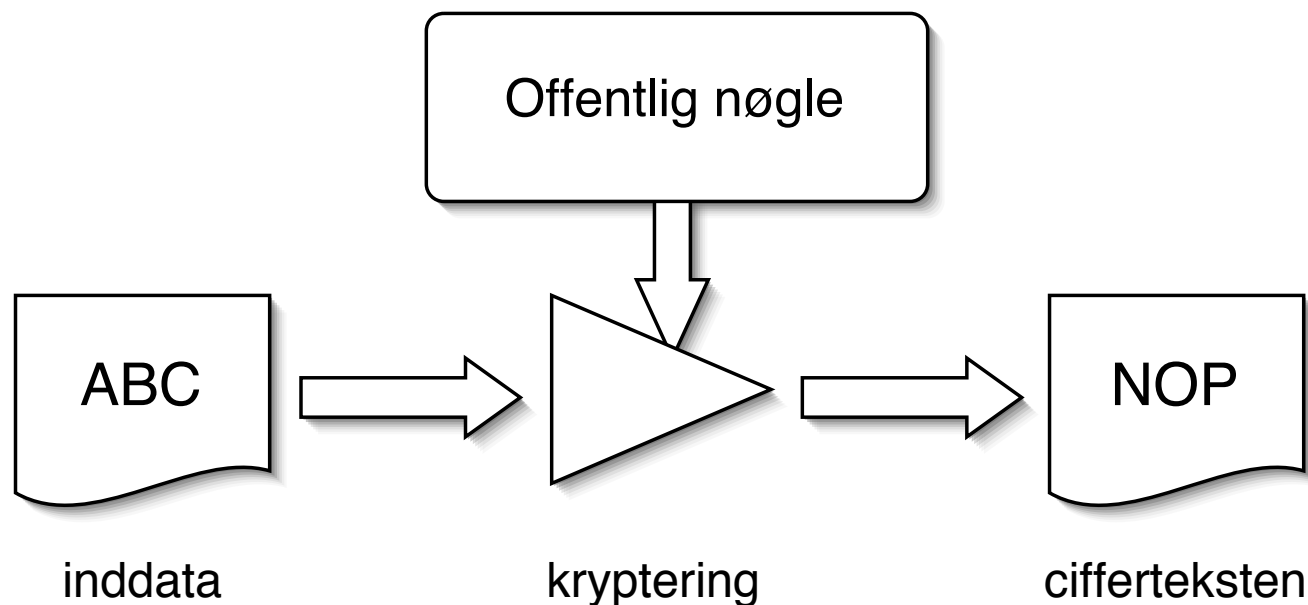 Offentlig nøgle
ABC
NOP
inddata
kryptering
cifferteksten